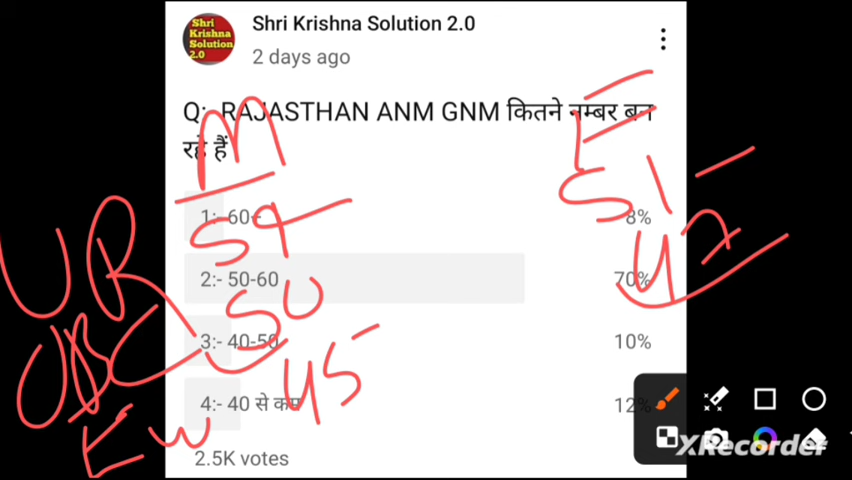 Shri
Krishna
Solution
2.0
Shri Krishna Solution 2.0
2 days ago
Q:- RAJASTHAN ANM GNM कितने नम्बर बन
रहे हैं
M F
1:- 60+ 8%
51
2:- 50-60 70%
50
3:- 40-50 10%
45
4:- 40 से कम 12%
UR
OBC
EW
2.5K votes
XRecorder